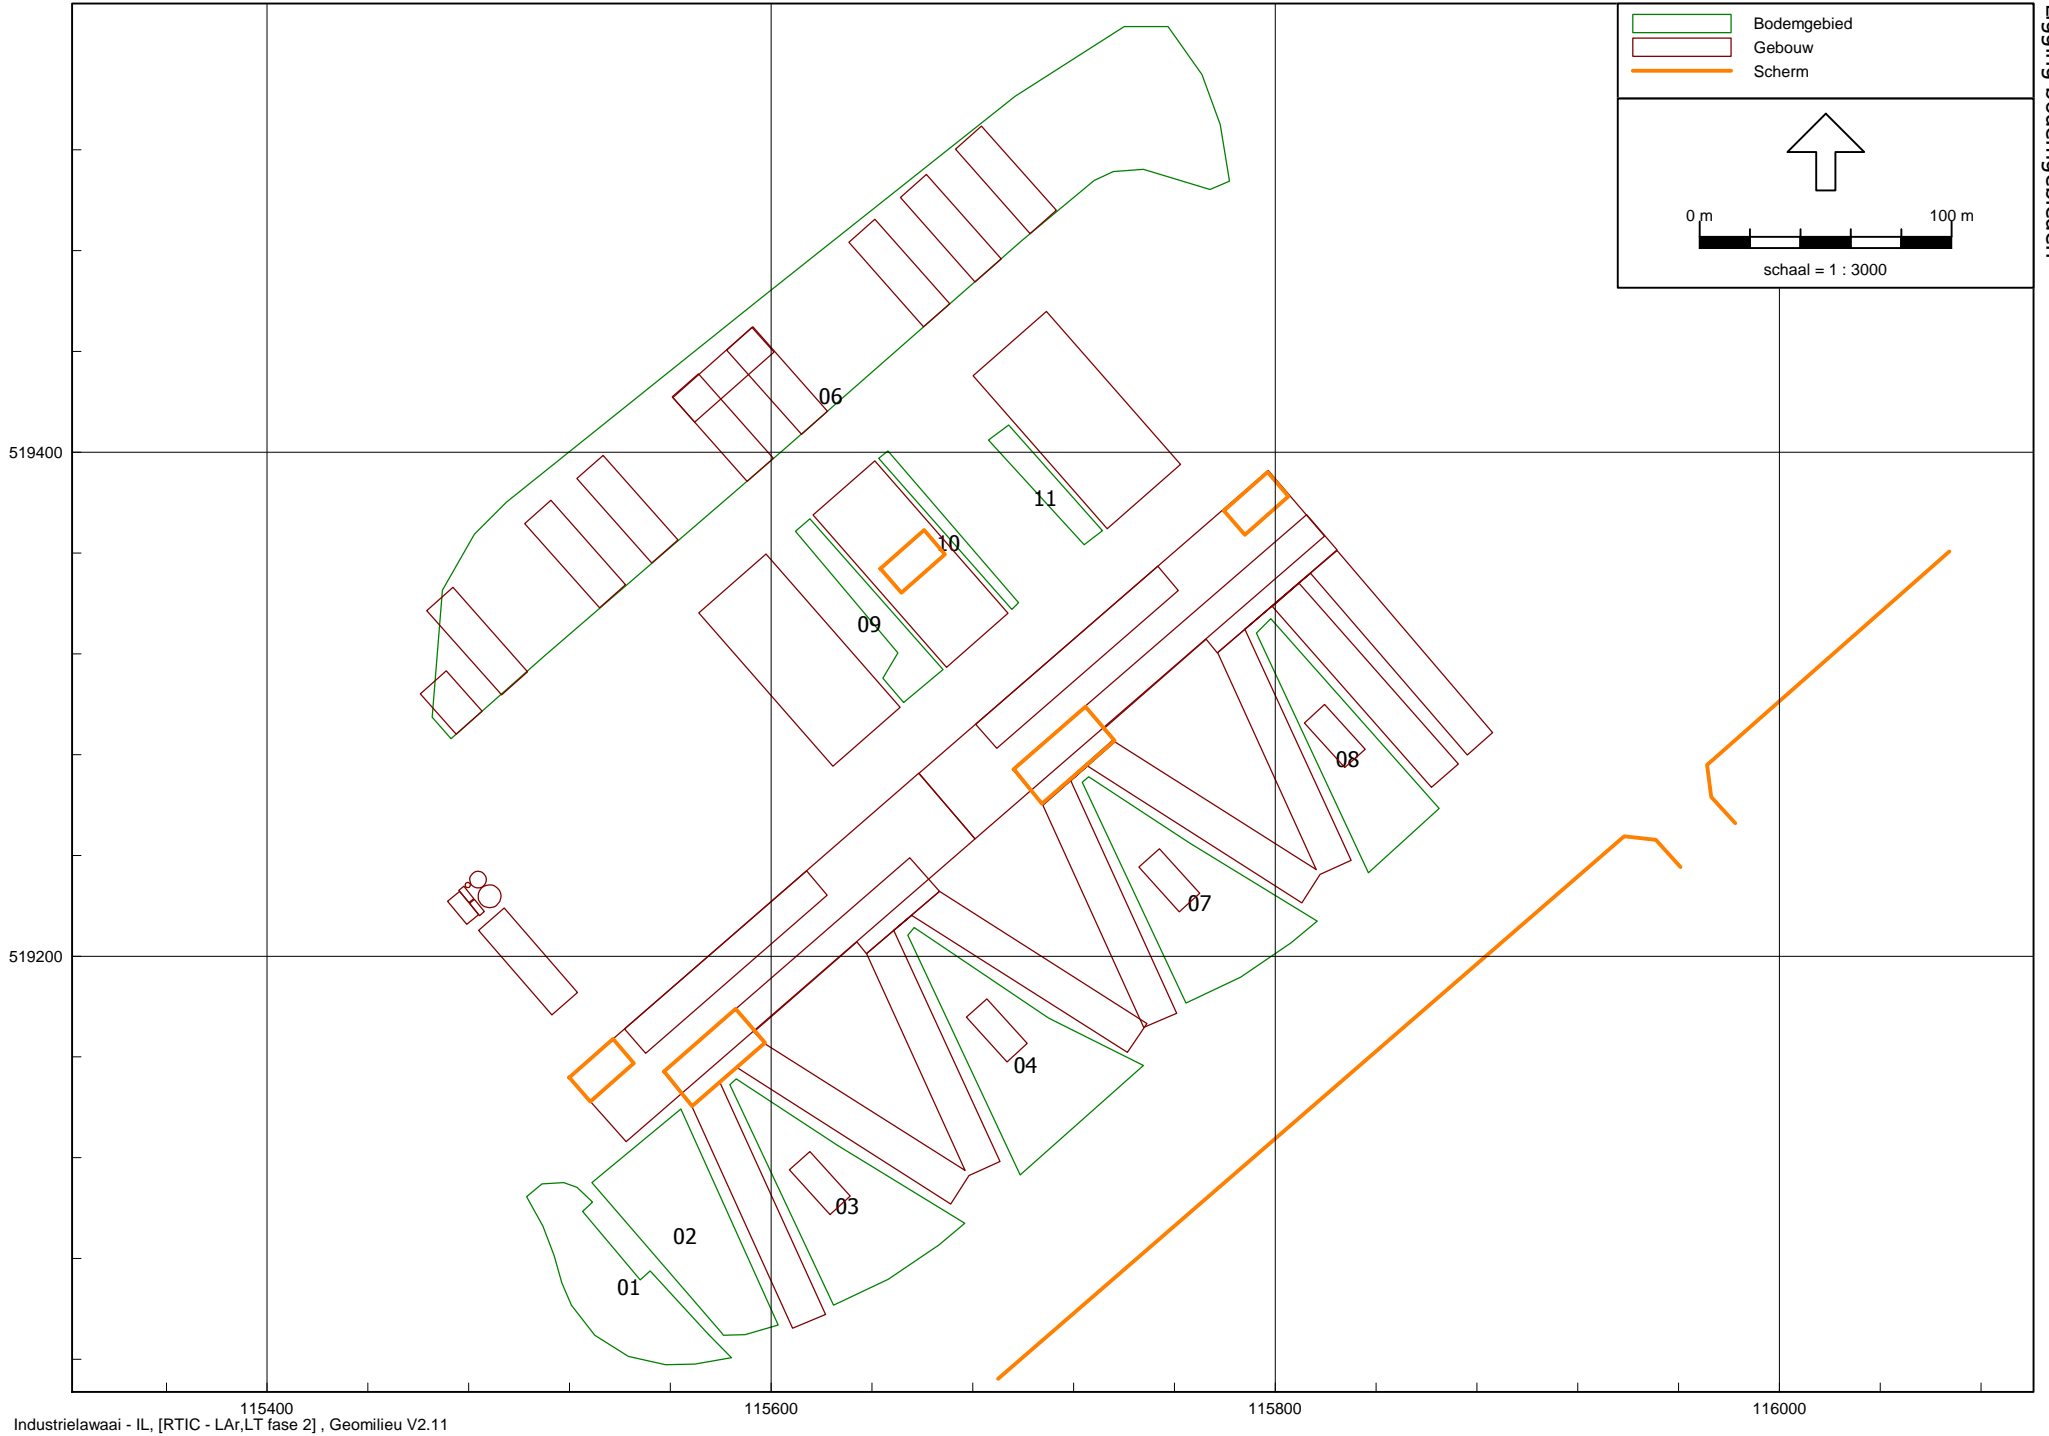 Bodemgebied
Gebouw
Scherm
0 m 100 m
schaal = 1 : 3000
06
519400
11
10
09
08
07
519200
04
03
02
01
115400 115600 115800 116000
Industrielawaai - IL, [RTIC - LAr,LT fase 2] , Geomilieu V2.11